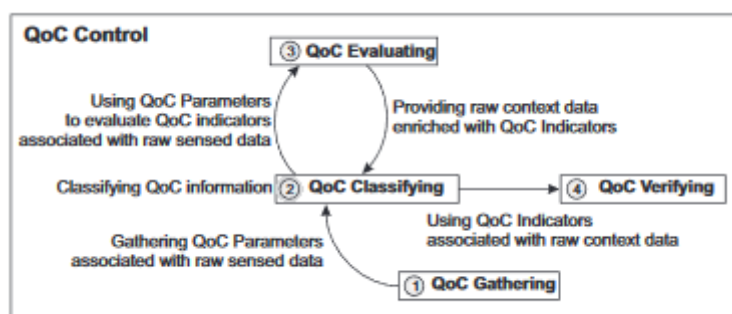 QoC Control
③ QoC Evaluating
Using QoC Parameters
to evaluate QoC indicators
associated with raw sensed data
Providing raw context data
enriched with QoC Indicators
Classifying QoC information
② QoC Classifying
④ QoC Verifying
Using QoC Indicators
associated with raw context data
Gathering QoC Parameters
associated with raw sensed data
① QoC Gathering